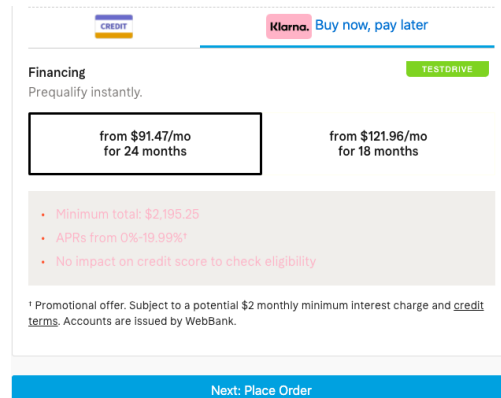 CREDIT
Klarna. Buy now, pay later
Financing
TESTDRIVE
Prequalify instantly.
from $91.47/mo
for 24 months
from $121.96/mo
for 18 months
• Minimum total: $2,195.25
• APRs from 0%-19.99%†
• No impact on credit score to check eligibility
† Promotional offer. Subject to a potential $2 monthly minimum interest charge and credit
terms. Accounts are issued by WebBank.
Next: Place Order